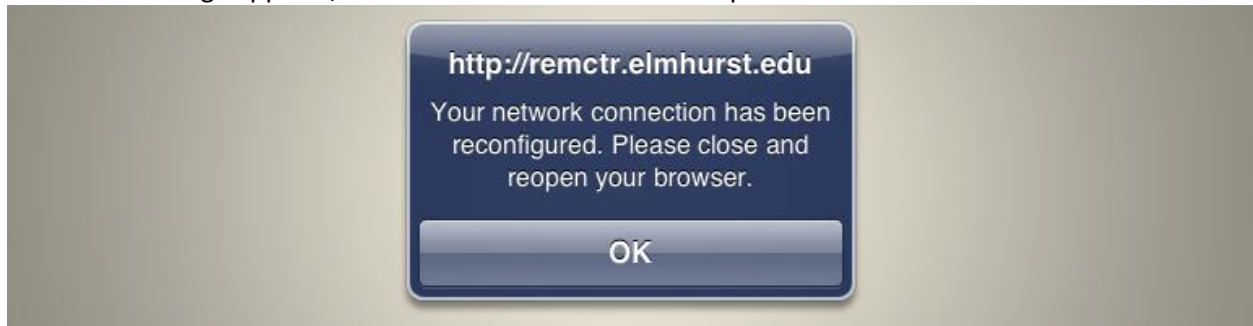 http://remctr.elmhurst.edu
Your network connection has been
reconfigured. Please close and
reopen your browser.
OK